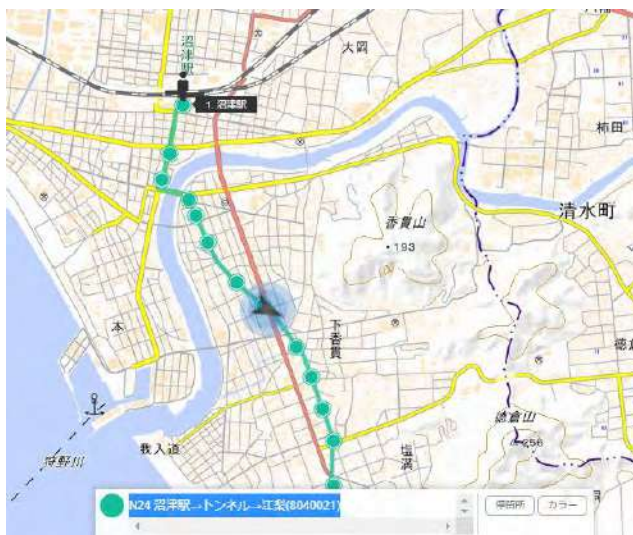 沼津駅
大岡
1. 沼津駅
柿田
清水町
香貫山
・193
本
下香貫
徳倉
徳倉山
256
我入道
塩満
狩野川
N24 沼津駅→トンネル→江梨(8040021)
停留所
カラー